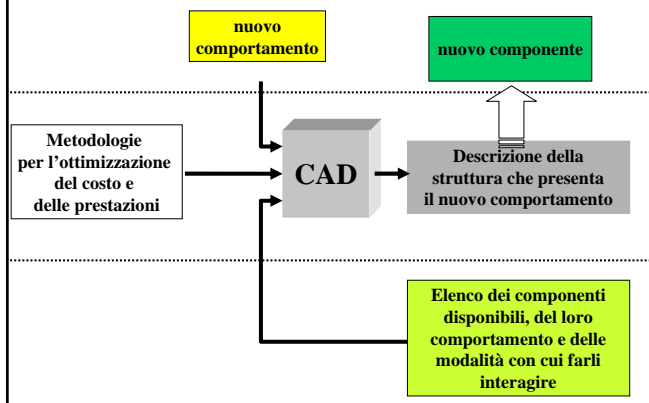 nuovo
comportamento
nuovo componente
Metodologie
per l'ottimizzazione
del costo e
delle prestazioni
CAD
Descrizione della
struttura che presenta
il nuovo comportamento
Elenco dei componenti
disponibili, del loro
comportamento e delle
modalità con cui farli
interagire